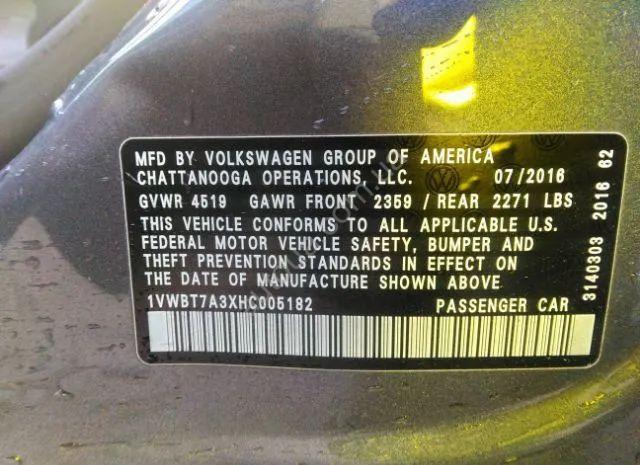 MFD BY VOLKSWAGEN GROUP OF AMERICA
CHATTANOOGA OPERATIONS, LLC. 07/2016
GVWR 4519 GAWR FRONT 2359 / REAR 2271 LBS
THIS VEHICLE CONFORMS TO ALL APPLICABLE U.S.
FEDERAL MOTOR VEHICLE SAFETY, BUMPER AND
THEFT PREVENTION STANDARDS IN EFFECT ON
THE DATE OF MANUFACTURE SHOWN ABOVE
1VWBT7A3XHC005182 PASSENGER CAR
3140303 2016 62